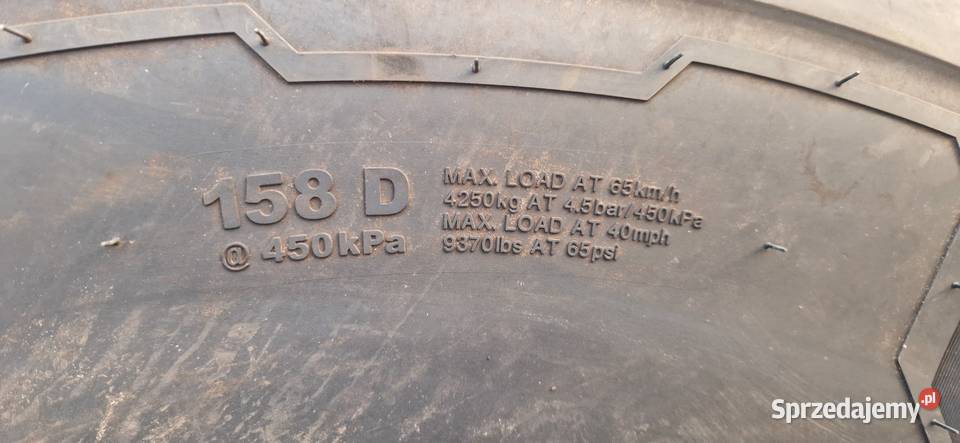 158 D
@ 450kPa
MAX. LOAD AT 65km/h
4250kg AT 4.5bar/450kPa
MAX. LOAD AT 40mph
9370lbs AT 65psi
Sprzedajemy.pl